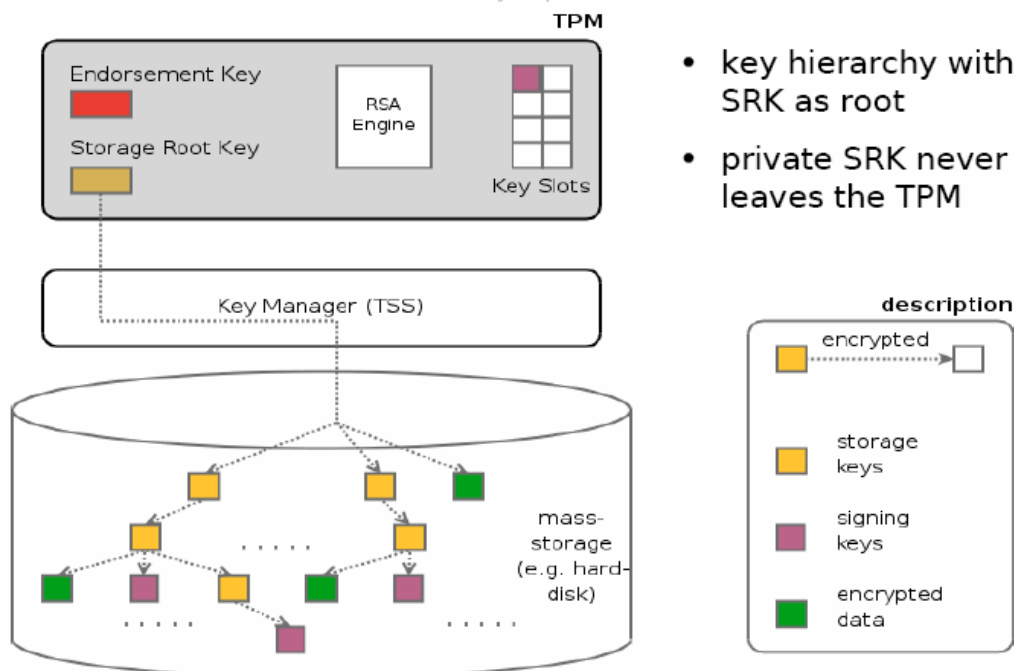 TPM
Endorsement Key
Storage Root Key
RSA
Engine
Key Slots
• key hierarchy with
SRK as root
• private SRK never
leaves the TPM
Key Manager (TSS)
mass-
storage
(e.g. hard-
disk)
description
encrypted
storage
keys
signing
keys
encrypted
data